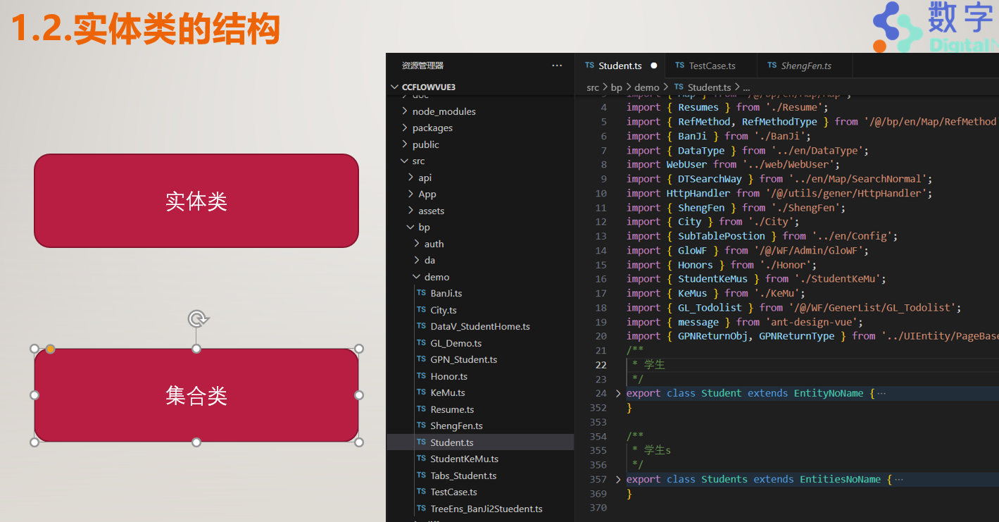 1.2.实体类的结构
数字
Digital
实体类
集合类
资源管理器 ···
CCFLOWVUE3
doc
node_modules
packages
public
src
api
App
assets
bp
auth
da
demo
TS BanJi.ts
TS City.ts
TS DataV_StudentHome.ts
TS GL_Demo.ts
TS GPN_Student.ts
TS Honor.ts
TS KeMu.ts
TS Resume.ts
TS ShengFen.ts
TS Student.ts
TS StudentKeMu.ts
TS Tabs_Student.ts
TS TestCase.ts
TS TreeEns_BanJi2Stuedent.ts
TS Student.ts ● TS TestCase.ts TS ShengFen.ts
src > bp > demo > TS Student.ts > ...
3 import { Map } from '/@/bp/en/Map/Map';
4 import { Resumes } from './Resume';
5 import { RefMethod, RefMethodType } from '/@/bp/en/Map/RefMethod
6 import { BanJi } from './BanJi';
7 import { DataType } from '../en/DataType';
8 import WebUser from '../web/WebUser';
9 import { DTSearchWay } from '../en/Map/SearchNormal';
10 import HttpHandler from '/@/utils/gener/HttpHandler';
11 import { ShengFen } from './ShengFen';
12 import { City } from './City';
13 import { SubTablePostion } from '../en/Config';
14 import { GloWF } from '/@/WF/Admin/GloWF';
15 import { Honors } from './Honor';
16 import { StudentKeMus } from './StudentKeMu';
17 import { KeMus } from './KeMu';
18 import { GL_Todolist } from '/@/WF/GenerList/GL_Todolist';
19 import { message } from 'ant-design-vue';
20 import { GPNReturnObj, GPNReturnType } from '../UIEntity/PageBase
21 /**
22 * 学生
23 */
24 export class Student extends EntityNoName { ···
352 }
353
354 /**
355 * 学生s
356 */
357 export class Students extends EntitiesNoName { ···
369 }
370